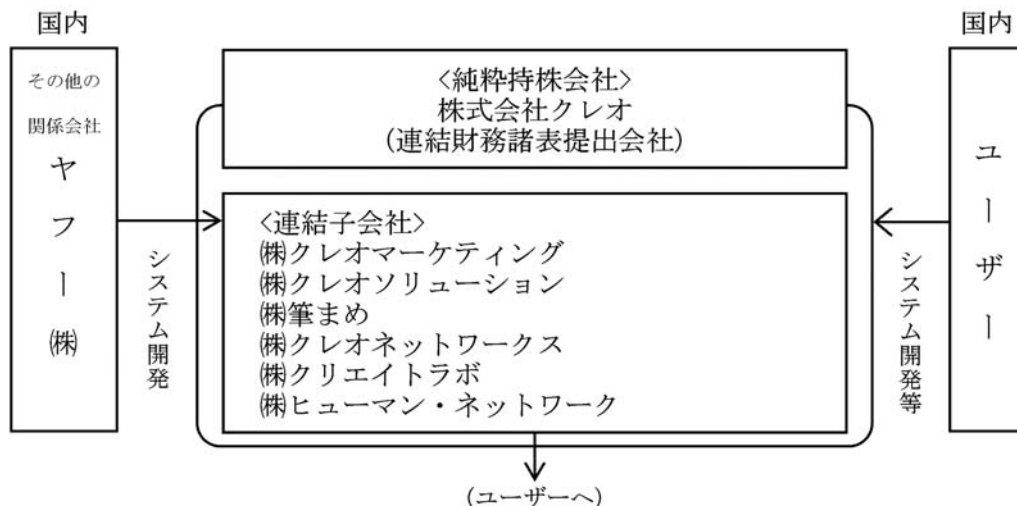 国内
その他の
関係会社
ヤフー㈱
システム開発
<純粋持株会社>
株式会社クレオ
(連結財務諸表提出会社)
<連結子会社>
㈱クレオマーケティング
㈱クレオソリューション
㈱筆まめ
㈱クレオネットワークス
㈱クリエイトラボ
㈱ヒューマン・ネットワーク
(ユーザーへ)
国内
ユーザー
システム開発等